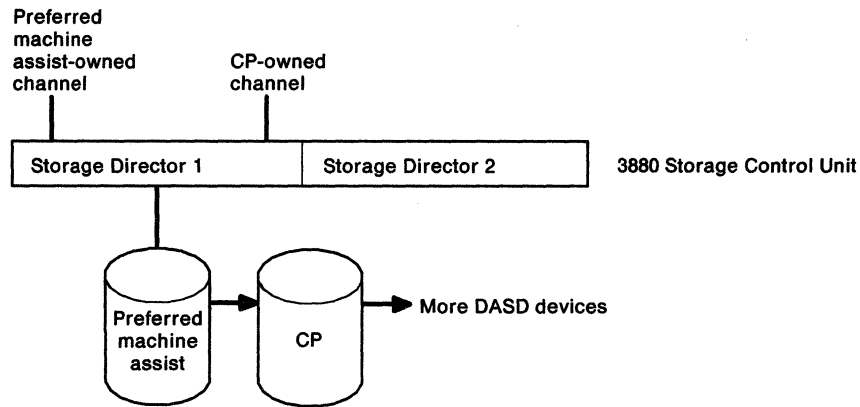 Preferred
machine
assist-owned
channel
CP-owned
channel
Storage Director 1
Storage Director 2
3880 Storage Control Unit
Preferred
machine
assist
CP
More DASD devices